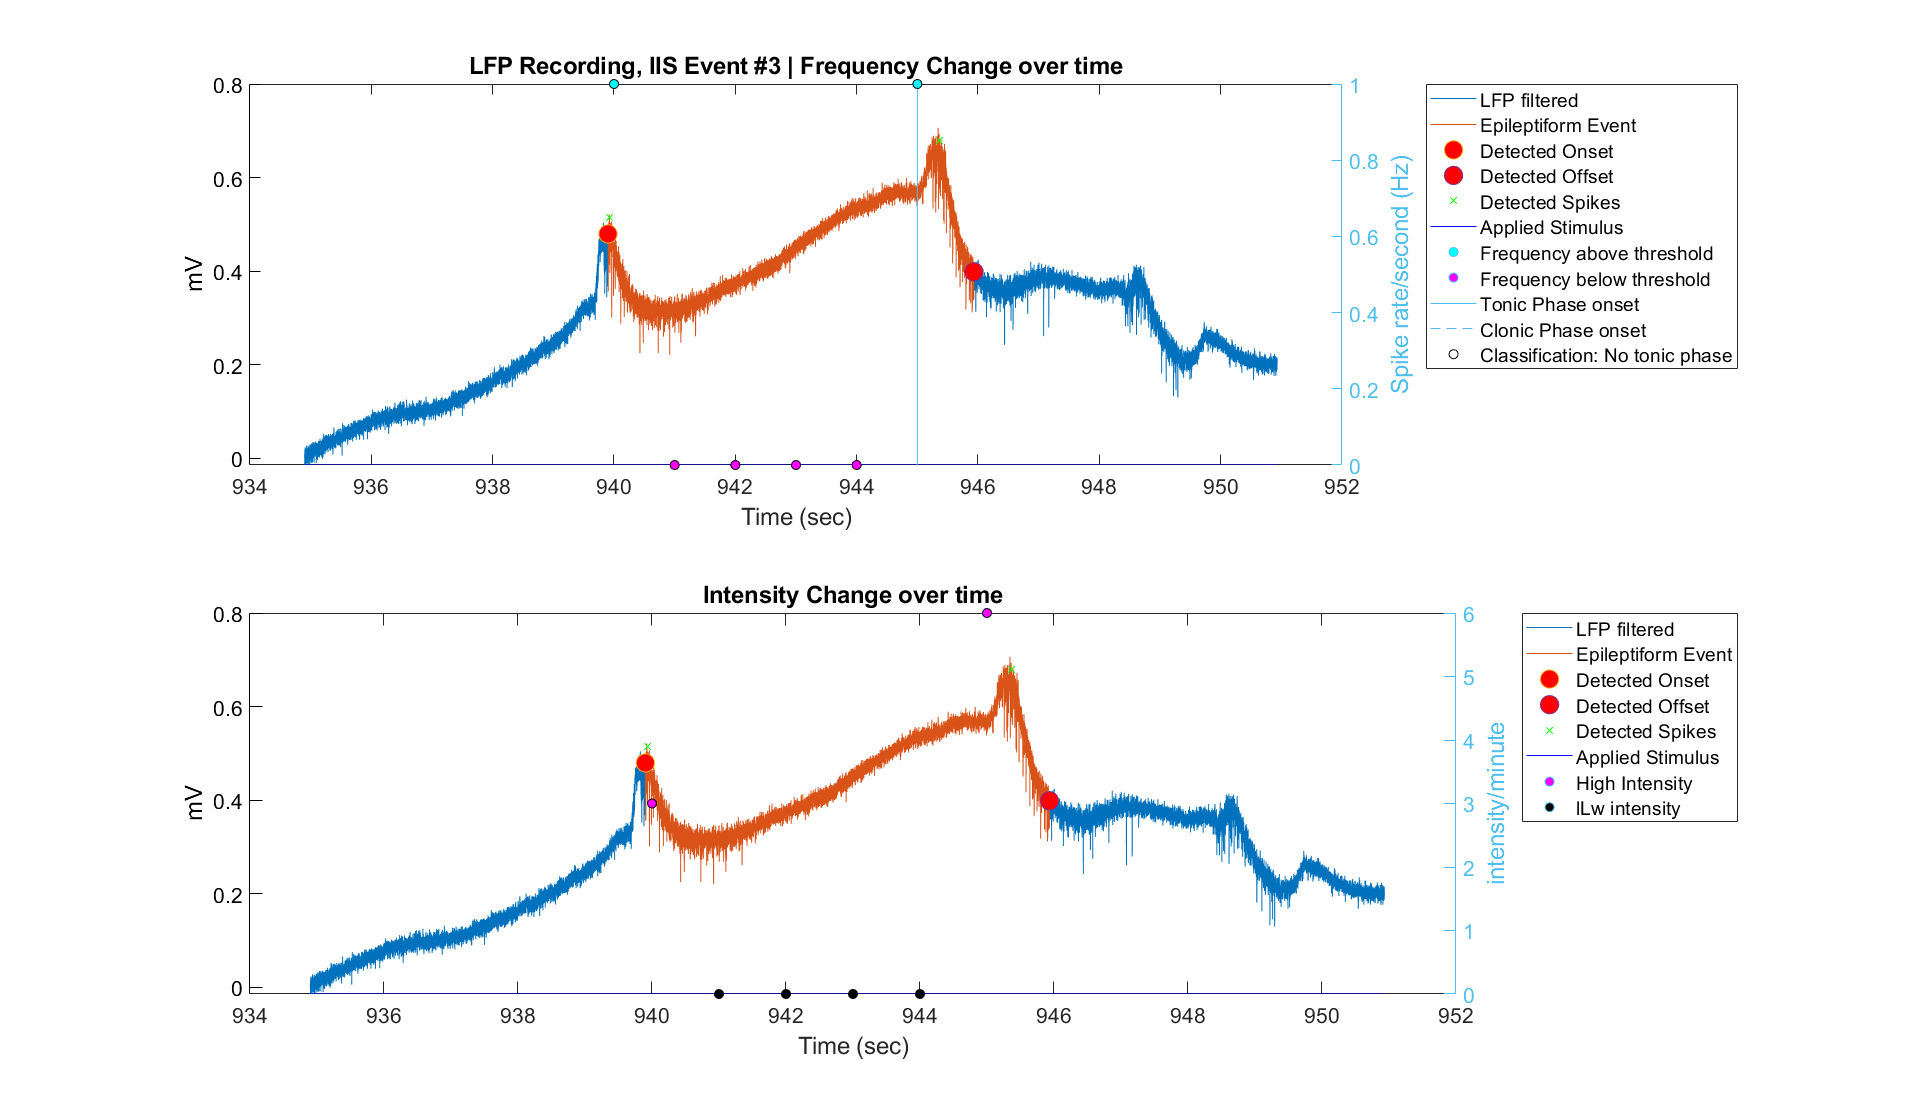 LFP Recording, IIS Event #3 | Frequency Change over time
0.8
0.6
0.4
0.2
0
mV
934 936 938 940 942 944 946 948 950 952
Time (sec)
1
0.8
0.6
0.4
0.2
0
Spike rate/second (Hz)
LFP filtered
Epileptiform Event
Detected Onset
Detected Offset
Detected Spikes
Applied Stimulus
Frequency above threshold
Frequency below threshold
Tonic Phase onset
Clonic Phase onset
Classification: No tonic phase
Intensity Change over time
0.8
0.6
0.4
0.2
0
mV
934 936 938 940 942 944 946 948 950 952
Time (sec)
6
5
4
3
2
1
0
intensity/minute
LFP filtered
Epileptiform Event
Detected Onset
Detected Offset
Detected Spikes
Applied Stimulus
High Intensity
lLw intensity